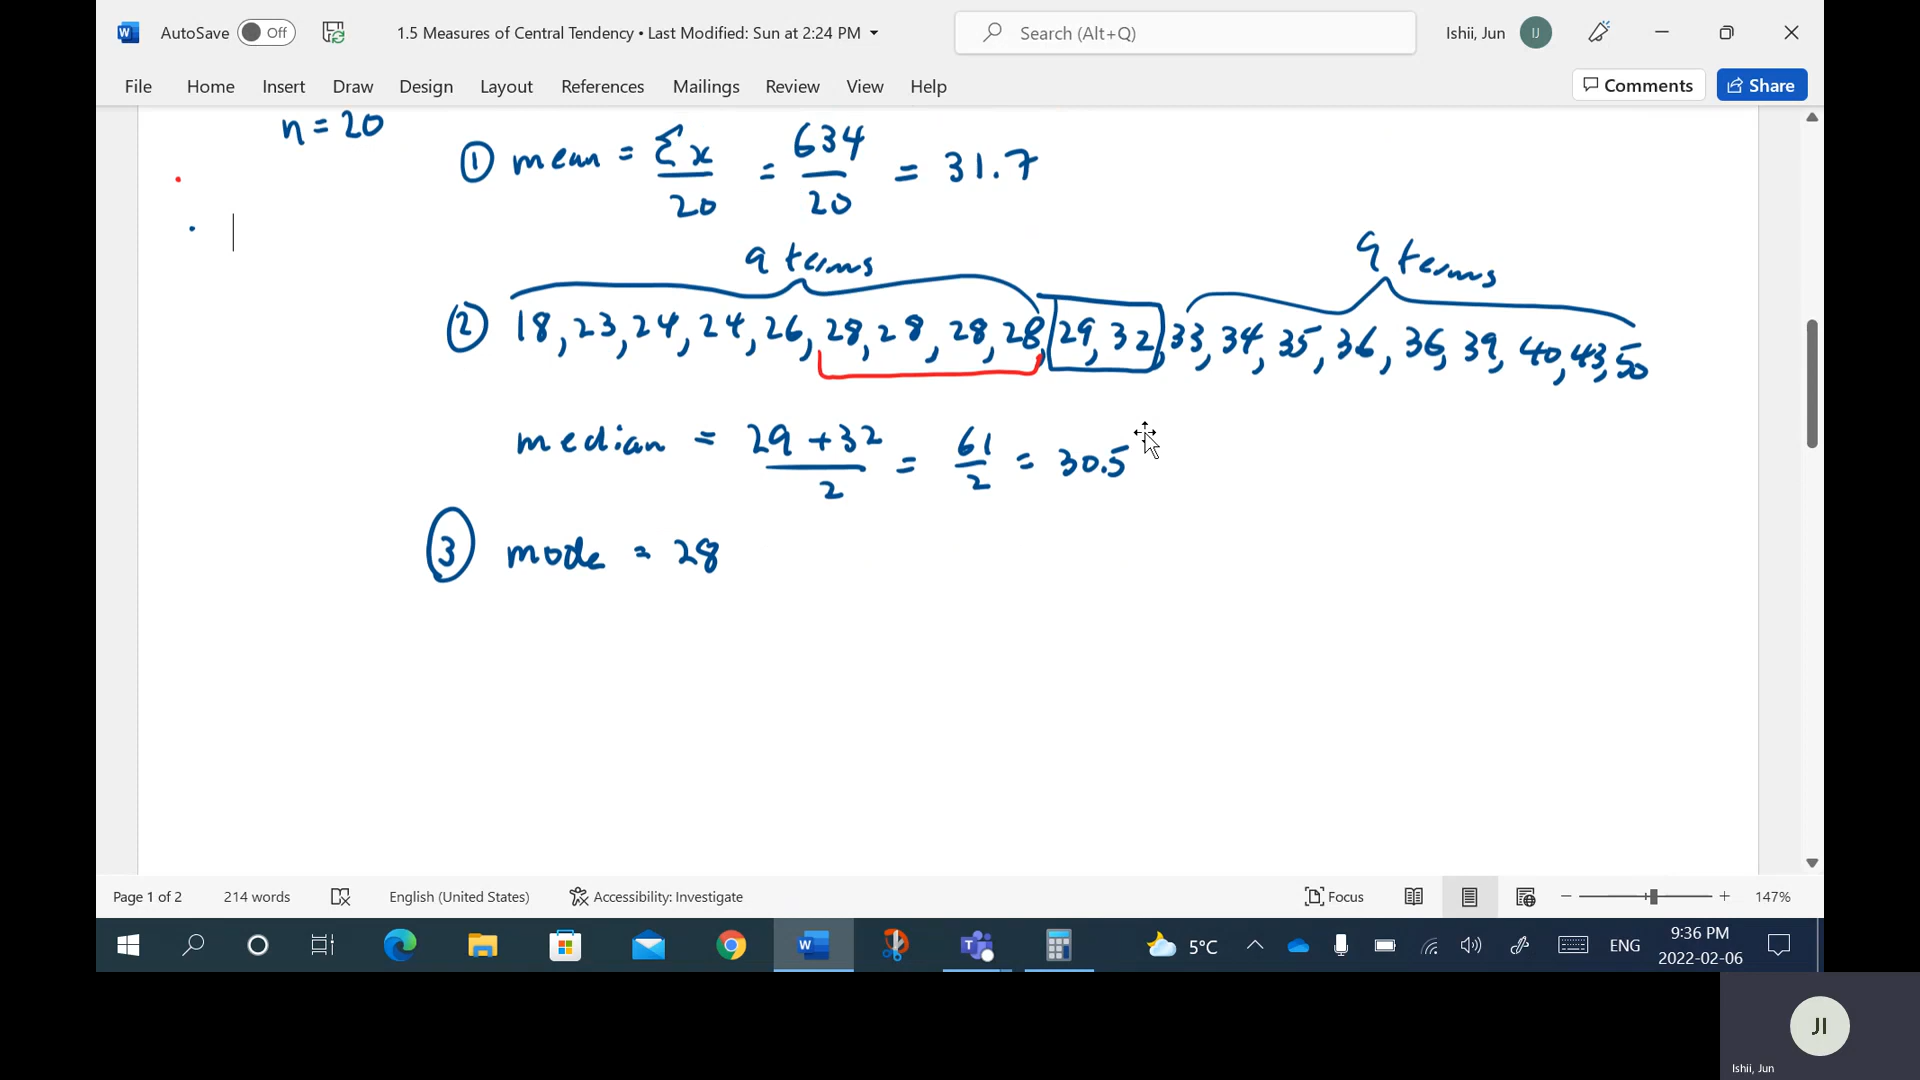 AutoSave Off 1.5 Measures of Central Tendency • Last Modified: Sun at 2:24 PM Search (Alt+Q) Ishii, Jun IJ
File Home Insert Draw Design Layout References Mailings Review View Help Comments Share
n = 20
① mean = Σx / 20 = 634 / 20 = 31.7
9 terms 9 terms
② 18, 23, 24, 24, 26, 28, 28, 28, 28, 29, 32, 33, 34, 35, 36, 36, 39, 40, 43, 50
median = 29 + 32 / 2 = 61 / 2 = 30.5
③ mode = 28
Page 1 of 2 214 words English (United States) Accessibility: Investigate Focus 147%
5°C ENG 9:36 PM
2022-02-06
JI
Ishii, Jun